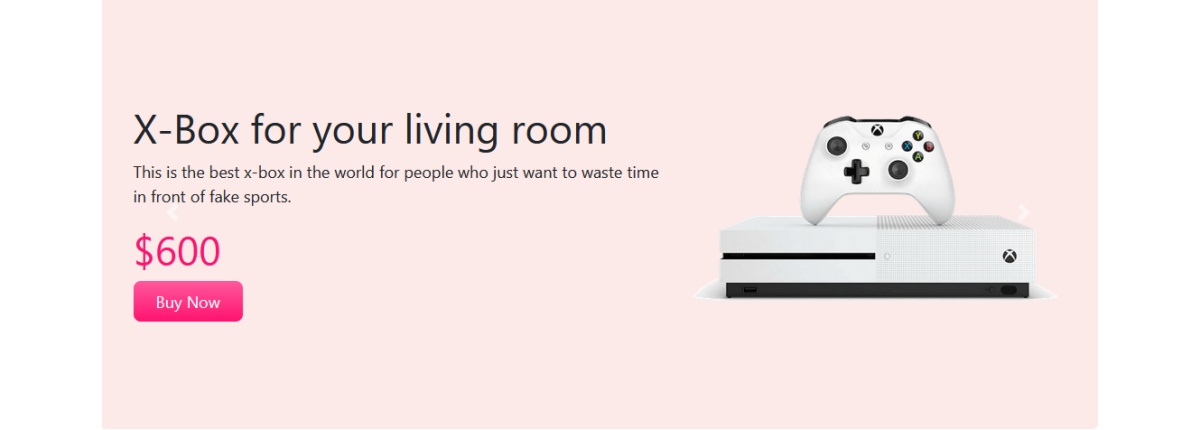 X-Box for your living room
This is the best x-box in the world for people who just want to waste time
in front of fake sports.
$600
Buy Now